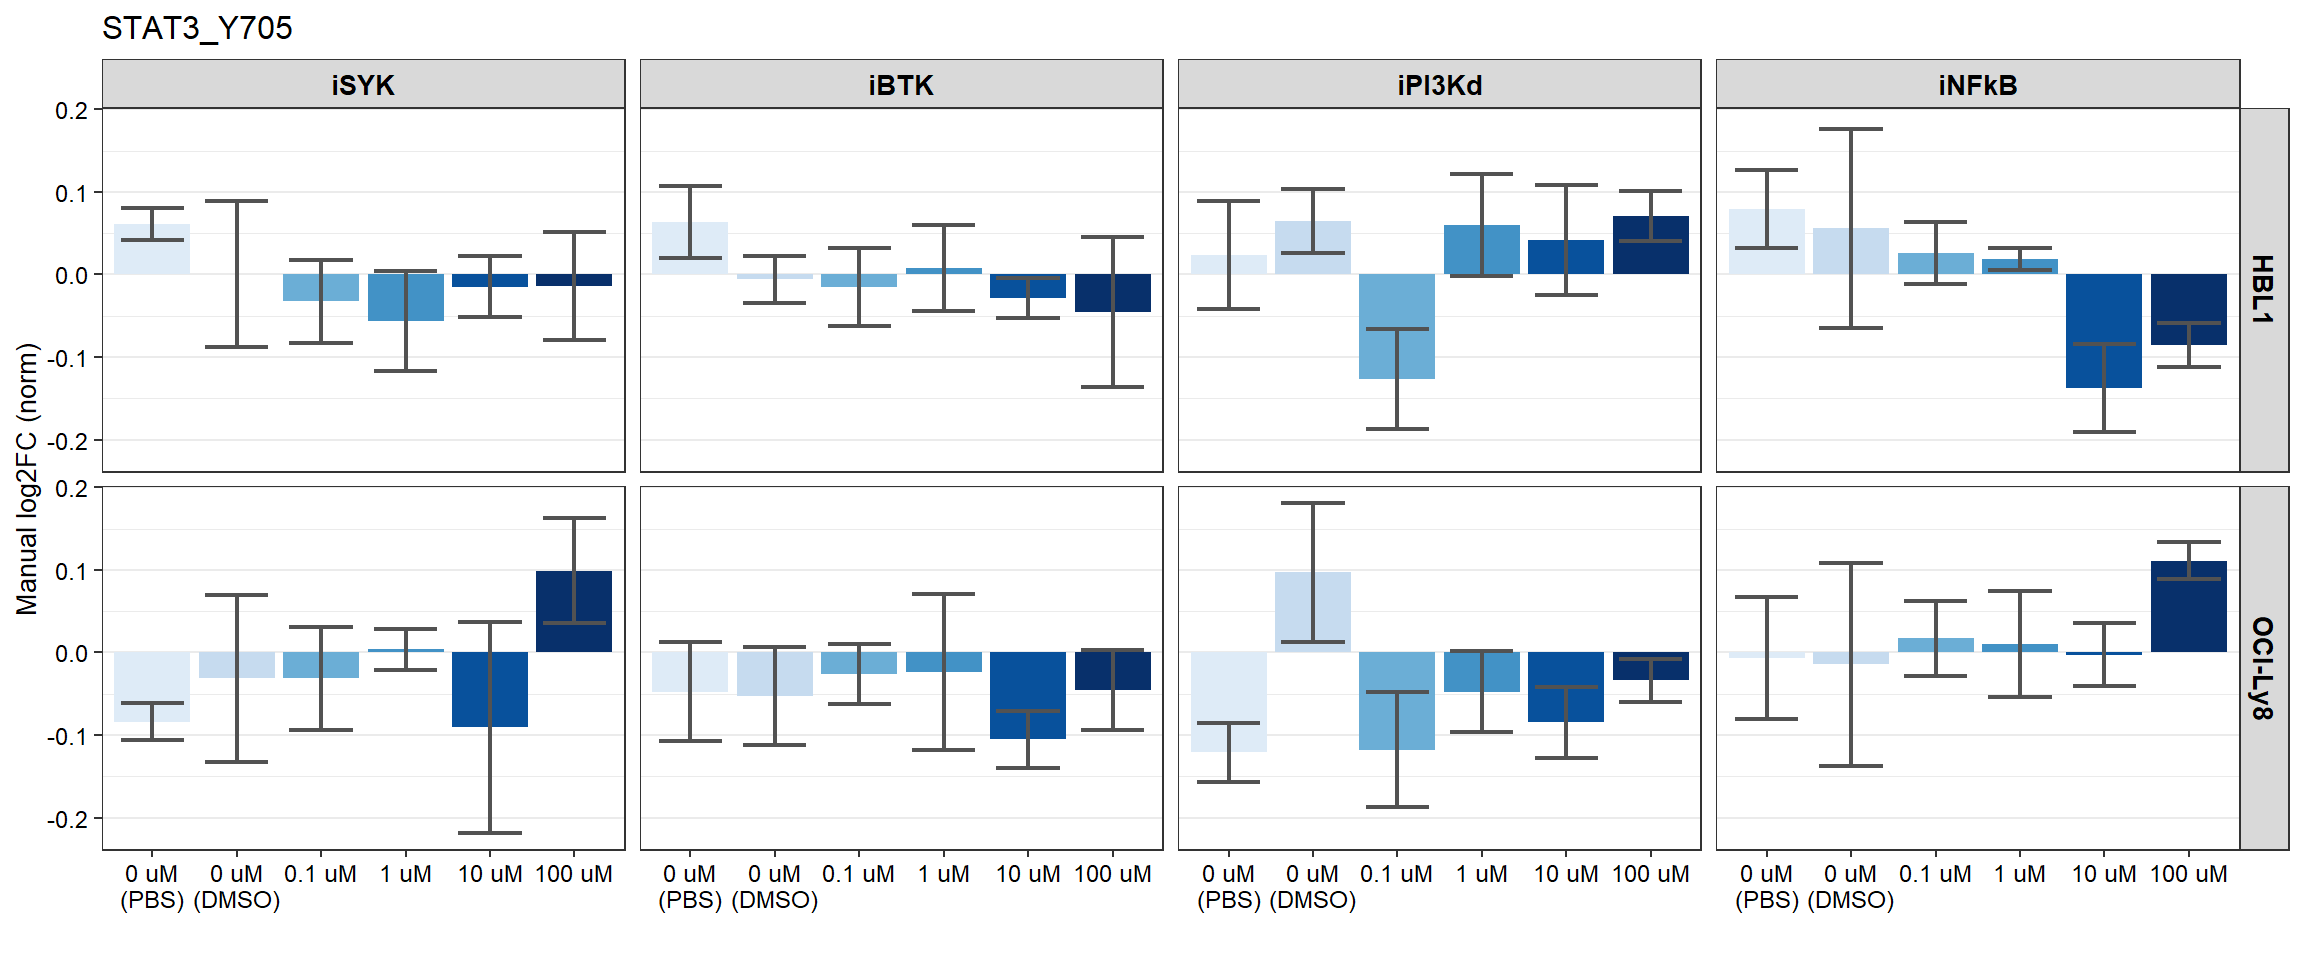 STAT3_Y705
iSYK iBTK iPI3Kd iNFkB
Manual log2FC (norm)
0.2
0.1
0.0
-0.1
-0.2
HBL1
0.2
0.1
0.0
-0.1
-0.2
OCI-Ly8
0 uM 0 uM 0.1 uM 1 uM 10 uM 100 uM 0 uM 0 uM 0.1 uM 1 uM 10 uM 100 uM 0 uM 0 uM 0.1 uM 1 uM 10 uM 100 uM 0 uM 0 uM 0.1 uM 1 uM 10 uM 100 uM
(PBS) (DMSO) (PBS) (DMSO) (PBS) (DMSO) (PBS) (DMSO)